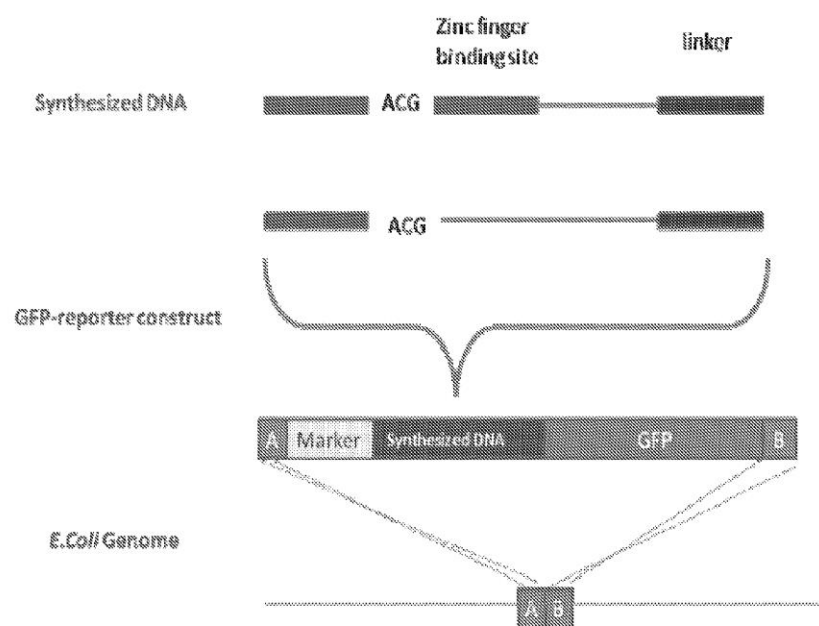 Zinc finger
binding site
linker
Synthesized DNA
ACG
ACG
GFP-reporter construct
A Marker Synthesized DNA GFP B
E.Coli Genome
A B